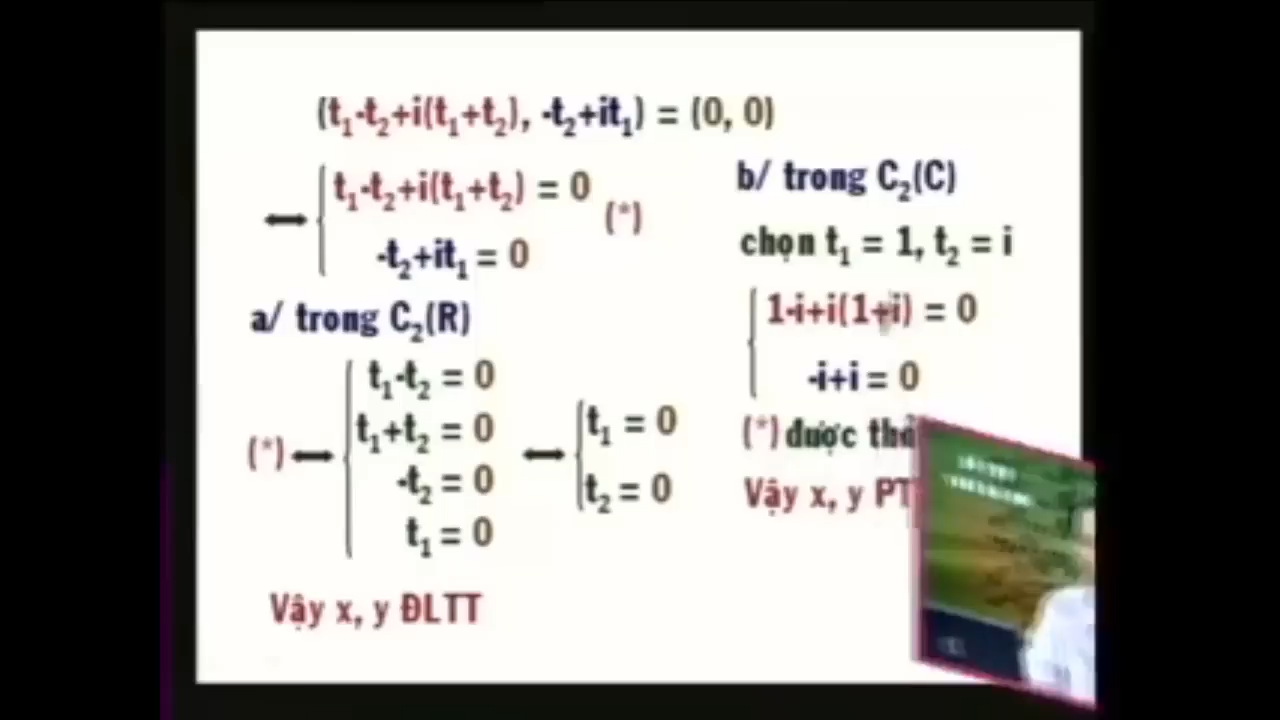 (t₁-t₂+i(t₁+t₂), -t₂+it₁) = (0, 0)
t₁-t₂+i(t₁+t₂) = 0
(*)
-t₂+it₁ = 0
a/ trong C₂(R)
(*)
t₁-t₂ = 0
t₁+t₂ = 0
-t₂ = 0
t₁ = 0
t₁ = 0
t₂ = 0
Vậy x, y ĐLTT
b/ trong C₂(C)
chọn t₁ = 1, t₂ = i
1-i+i(1+i) = 0
-i+i = 0
(*) được
Vậy x, y